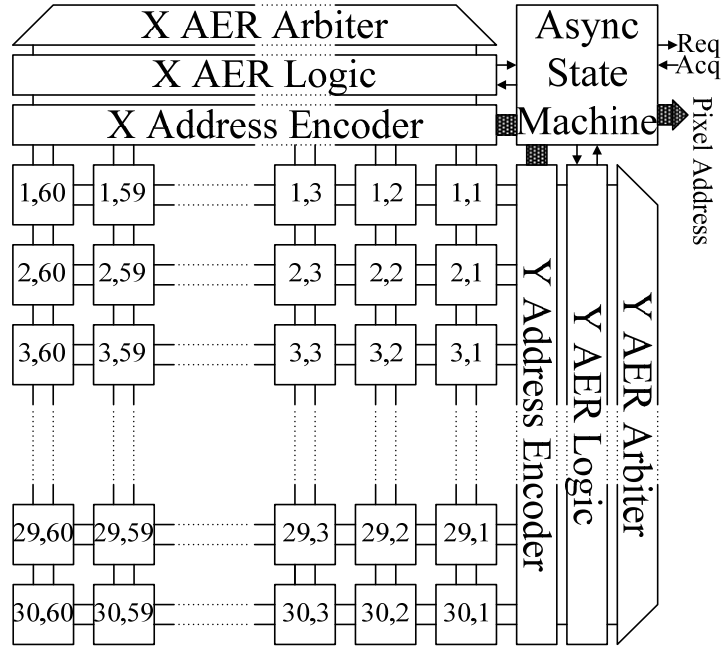 X AER Arbiter
X AER Logic
X Address Encoder
Async
State
Machine
Req
Acq
Pixel Address
1,60 1,59 1,3 1,2 1,1
2,60 2,59 2,3 2,2 2,1
3,60 3,59 3,3 3,2 3,1
29,60 29,59 29,3 29,2 29,1
30,60 30,59 30,3 30,2 30,1
Y Address Encoder
Y AER Logic
Y AER Arbiter